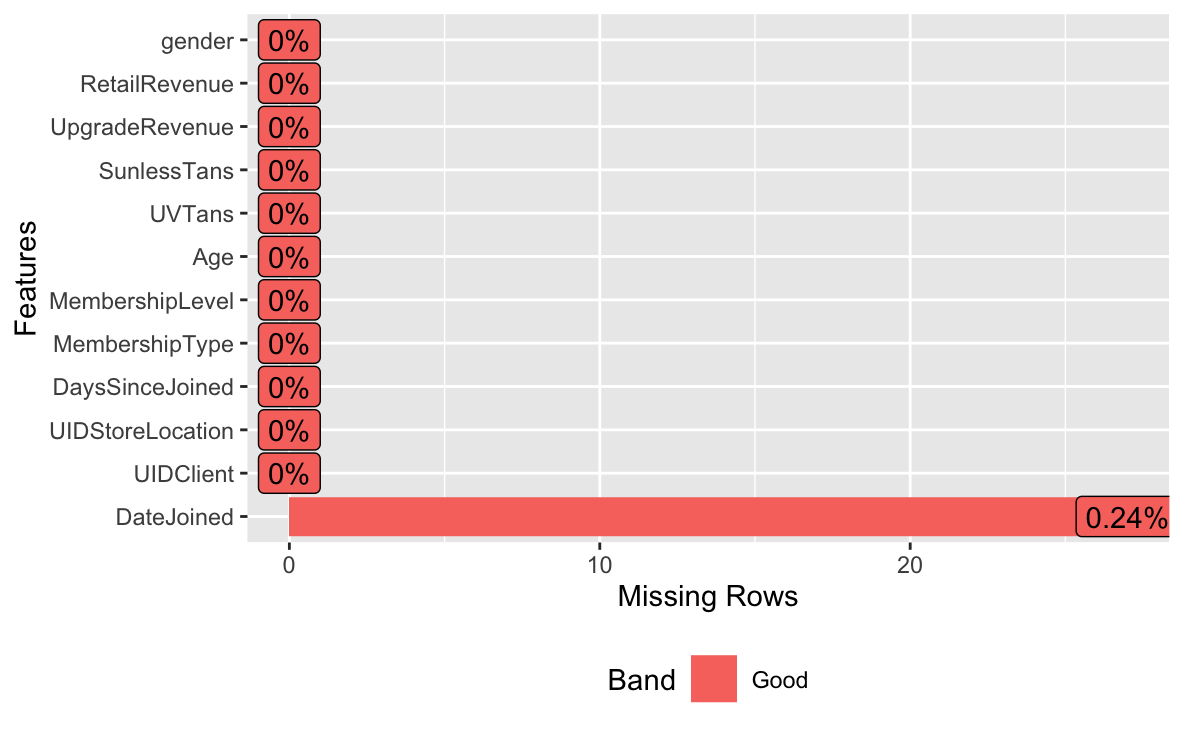 gender 0%
RetailRevenue 0%
UpgradeRevenue 0%
SunlessTans 0%
UVTans 0%
Age 0%
MembershipLevel 0%
MembershipType 0%
DaysSinceJoined 0%
UIDStoreLocation 0%
UIDClient 0%
DateJoined 0.24%
Features
0 10 20
Missing Rows
Band Good